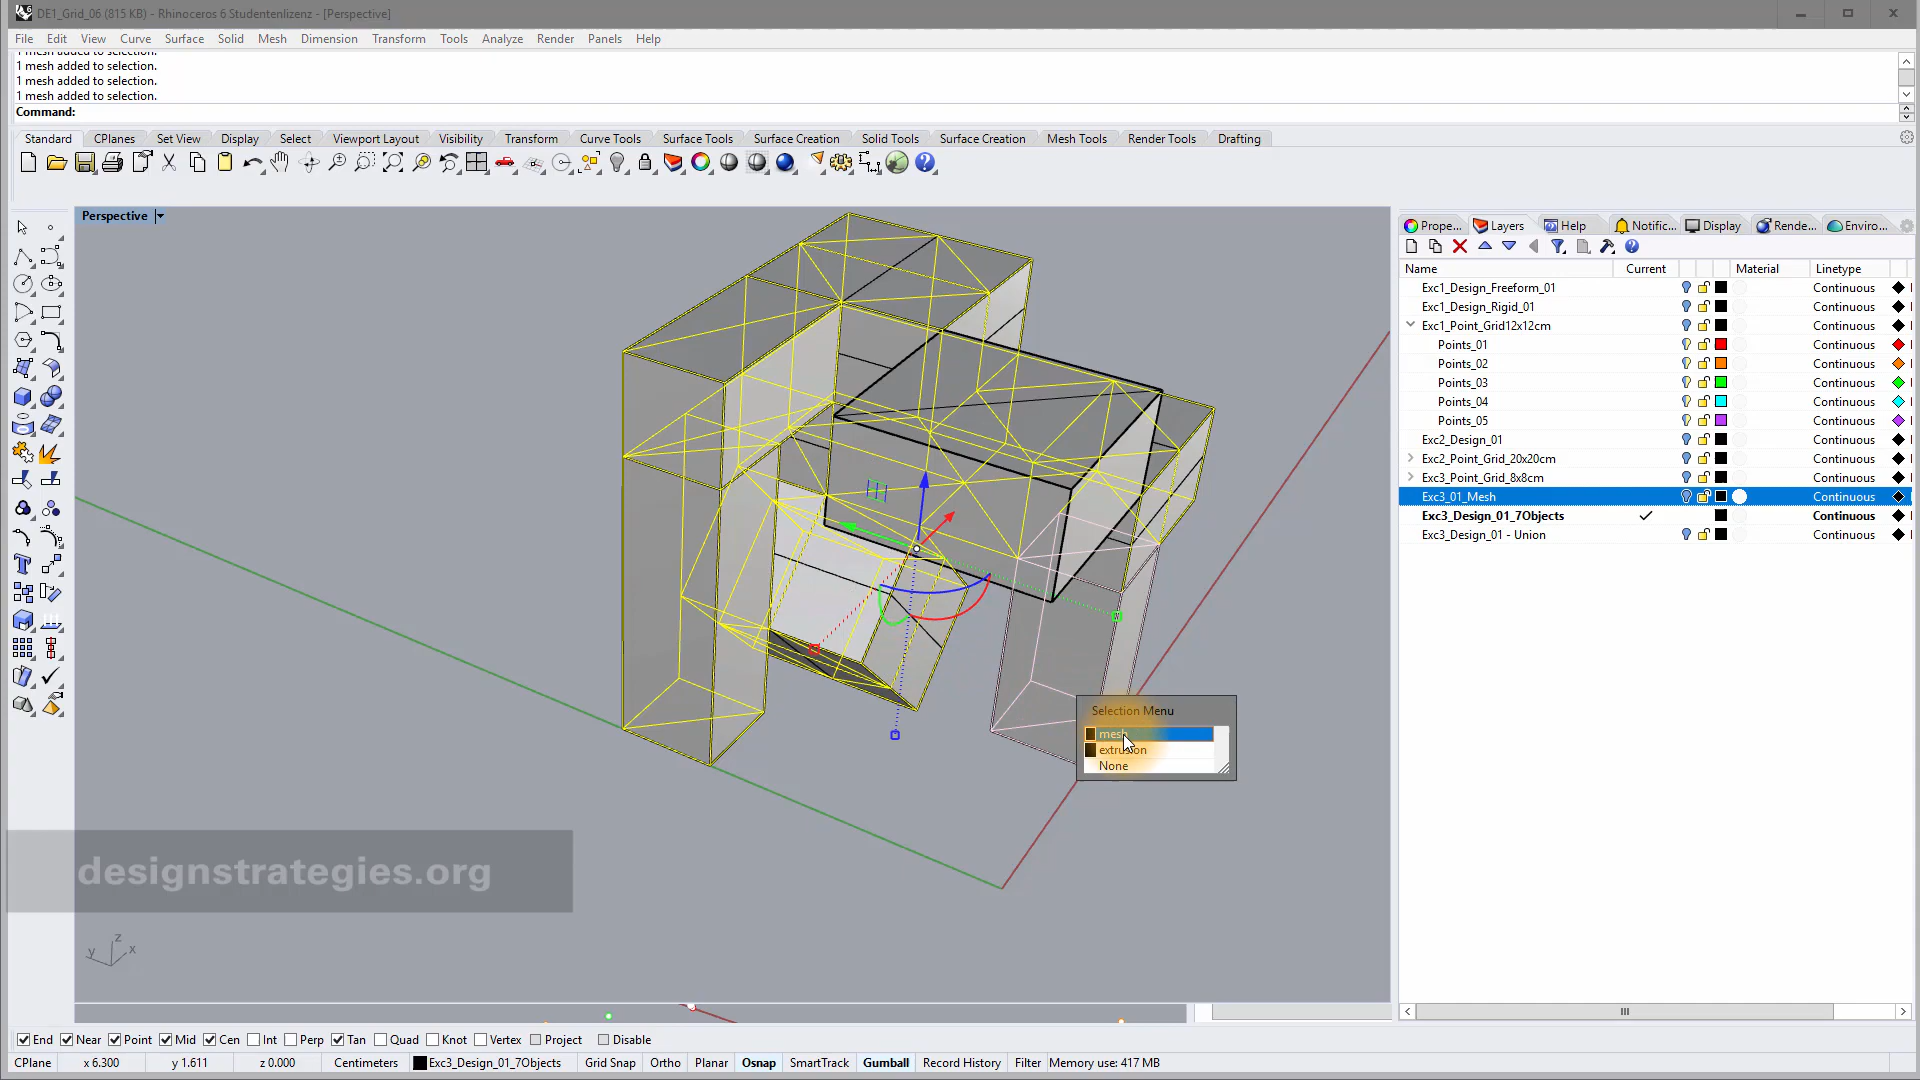 DE1_Grid_06 (815 KB) - Rhinoceros 6 Studentenlizenz - [Perspective]
File Edit View Curve Surface Solid Mesh Dimension Transform Tools Analyze Render Panels Help
1 mesh added to selection.
1 mesh added to selection.
1 mesh added to selection.
1 mesh added to selection.
Command:
Standard CPlanes Set View Display Select Viewport Layout Visibility Transform Curve Tools Surface Tools Surface Creation Solid Tools Surface Creation Mesh Tools Render Tools Drafting
Perspective
Prope... Layers Help Notific... Display Rende... Enviro...
Name Current Material Linetype
Exc1_Design_Freeform_01 Continuous
Exc1_Design_Rigid_01 Continuous
Exc1_Point_Grid12x12cm Continuous
Points_01 Continuous
Points_02 Continuous
Points_03 Continuous
Points_04 Continuous
Points_05 Continuous
Exc2_Design_01 Continuous
Exc2_Point_Grid_20x20cm Continuous
Exc3_Point_Grid_8x8cm Continuous
Exc3_01_Mesh Continuous
Exc3_Design_01_7Objects Continuous
Exc3_Design_01 - Union Continuous
Selection Menu
mesh
extrusion
None
designstrategies.org
z
y x
End Near Point Mid Cen Int Perp Tan Quad Knot Vertex Project Disable
CPlane x 6.300 y 1.611 z 0.000 Centimeters Exc3_Design_01_7Objects Grid Snap Ortho Planar Osnap SmartTrack Gumball Record History Filter Memory use: 417 MB